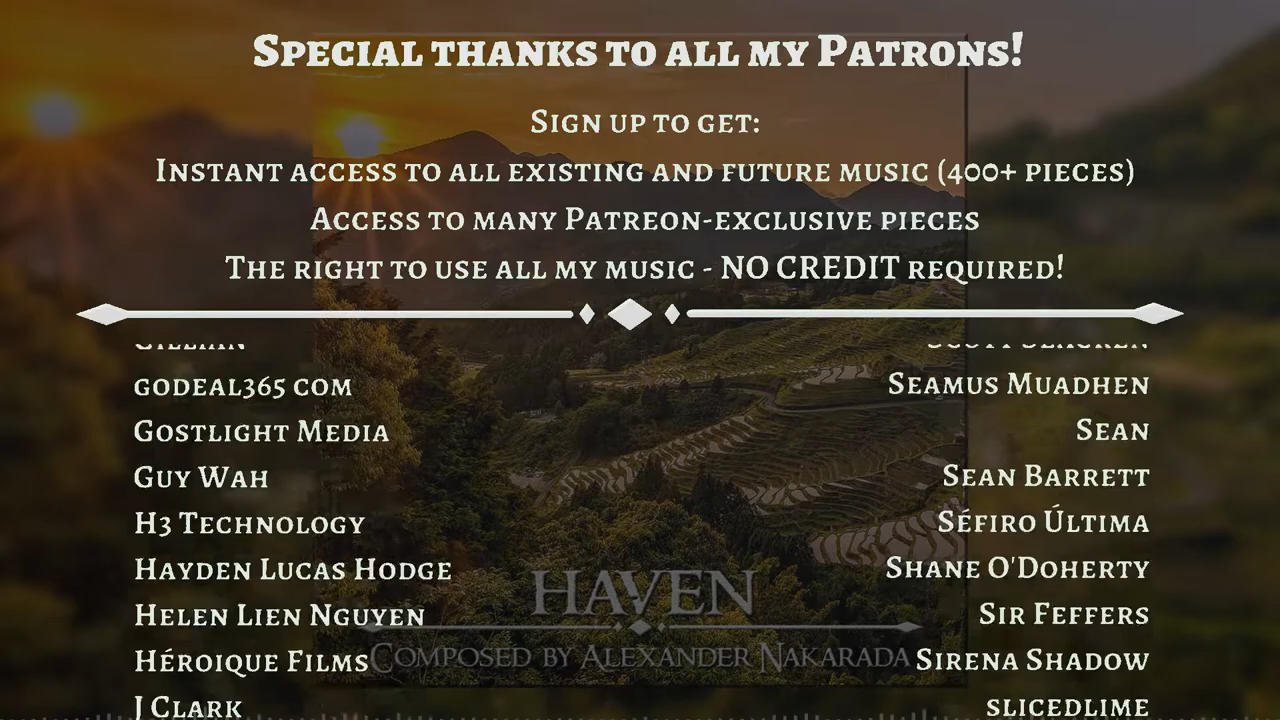 Special thanks to all my Patrons!
Sign up to get:
Instant access to all existing and future music (400+ pieces)
Access to many Patreon-exclusive pieces
The right to use all my music - NO CREDIT required!
godeal365 com
Gostlight Media
Guy Wah
H3 Technology
Hayden Lucas Hodge
Helen Lien Nguyen
Héroique Films
J Clark
Seamus Muadhen
Sean
Sean Barrett
Séfiro Última
Shane O'Doherty
Sir Feffers
Sirena Shadow
slicedlime
Haven
Composed by Alexander Nakarada